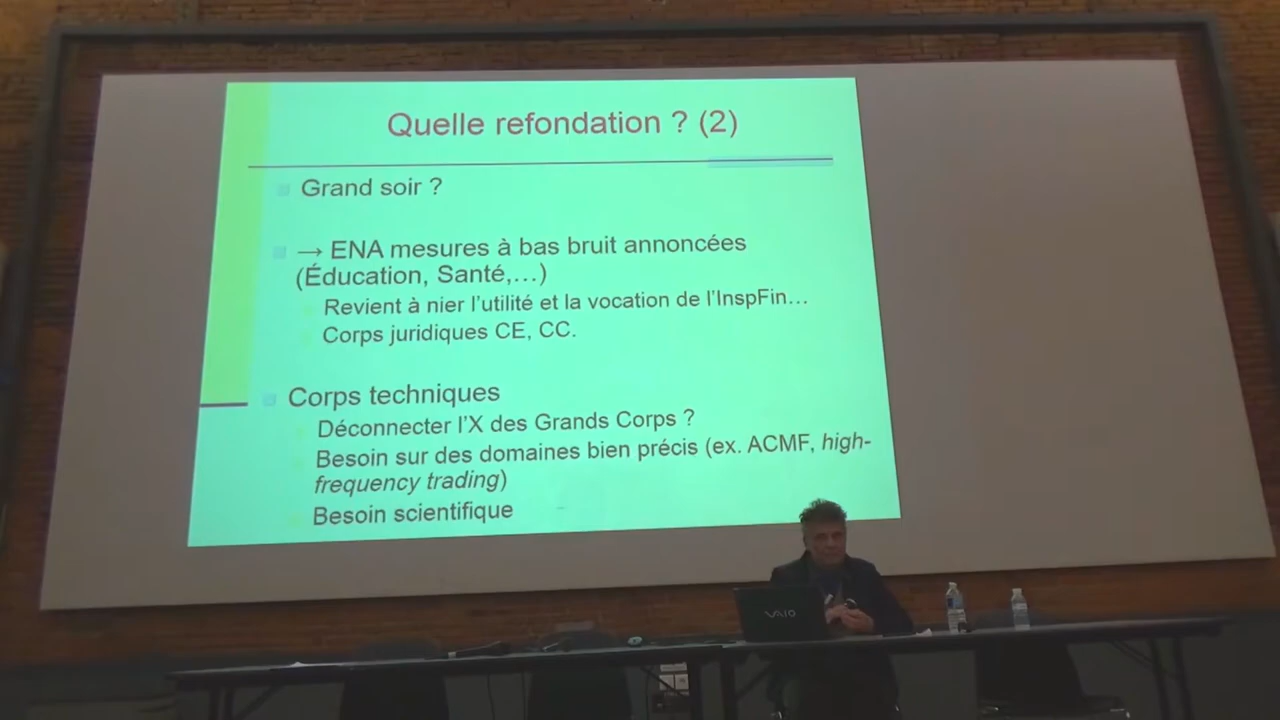 Quelle refondation ? (2)
Grand soir ?
→ ENA mesures à bas bruit annoncées
(Éducation, Santé,…)
Revient à nier l’utilité et la vocation de l’InspFin…
Corps juridiques CE, CC.
Corps techniques
Déconnecter l’X des Grands Corps ?
Besoin sur des domaines bien précis (ex. ACMF, high-
frequency trading)
Besoin scientifique
VAIO